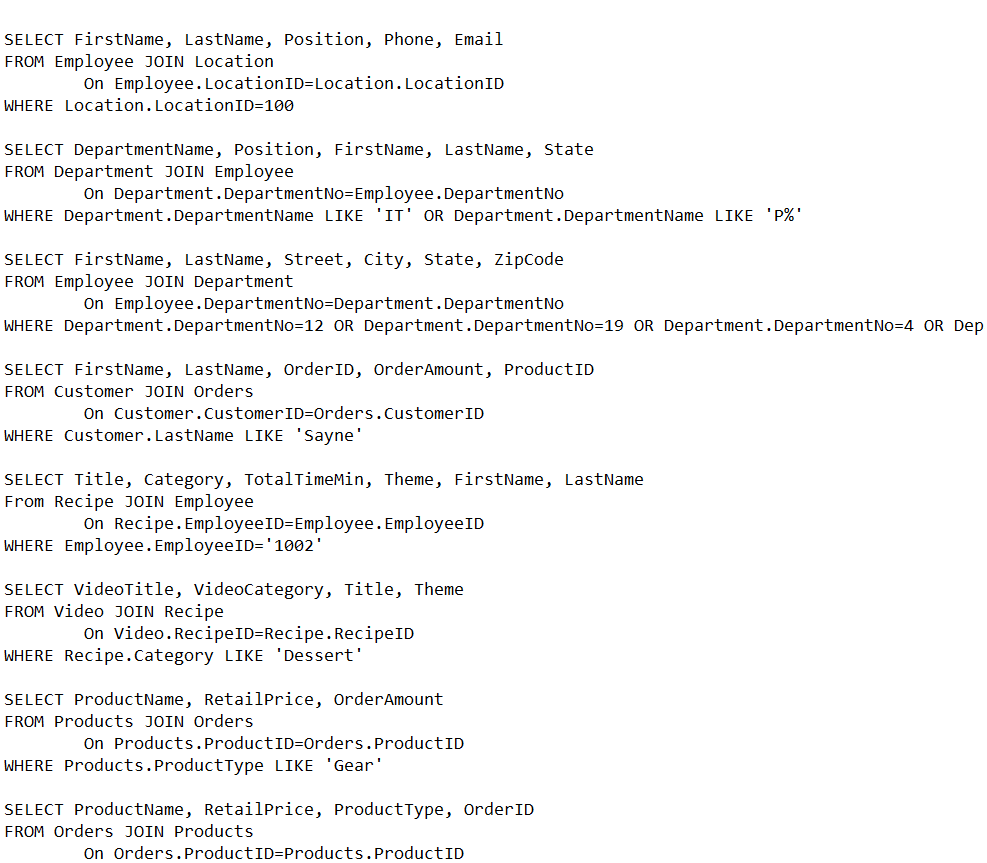 SELECT FirstName, LastName, Position, Phone, Email
FROM Employee JOIN Location
On Employee.LocationID=Location.LocationID
WHERE Location.LocationID=100
SELECT DepartmentName, Position, FirstName, LastName, State
FROM Department JOIN Employee
On Department.DepartmentNo=Employee.DepartmentNo
WHERE Department.DepartmentName LIKE 'IT' OR Department.DepartmentName LIKE 'P%'
SELECT FirstName, LastName, Street, City, State, ZipCode
FROM Employee JOIN Department
On Employee.DepartmentNo=Department.DepartmentNo
WHERE Department.DepartmentNo=12 OR Department.DepartmentNo=19 OR Department.DepartmentNo=4 OR Dep
SELECT FirstName, LastName, OrderID, OrderAmount, ProductID
FROM Customer JOIN Orders
On Customer.CustomerID=Orders.CustomerID
WHERE Customer.LastName LIKE 'Sayne'
SELECT Title, Category, TotalTimeMin, Theme, FirstName, LastName
From Recipe JOIN Employee
On Recipe.EmployeeID=Employee.EmployeeID
WHERE Employee.EmployeeID='1002'
SELECT VideoTitle, VideoCategory, Title, Theme
FROM Video JOIN Recipe
On Video.RecipeID=Recipe.RecipeID
WHERE Recipe.Category LIKE 'Dessert'
SELECT ProductName, RetailPrice, OrderAmount
FROM Products JOIN Orders
On Products.ProductID=Orders.ProductID
WHERE Products.ProductType LIKE 'Gear'
SELECT ProductName, RetailPrice, ProductType, OrderID
FROM Orders JOIN Products
On Orders.ProductID=Products.ProductID